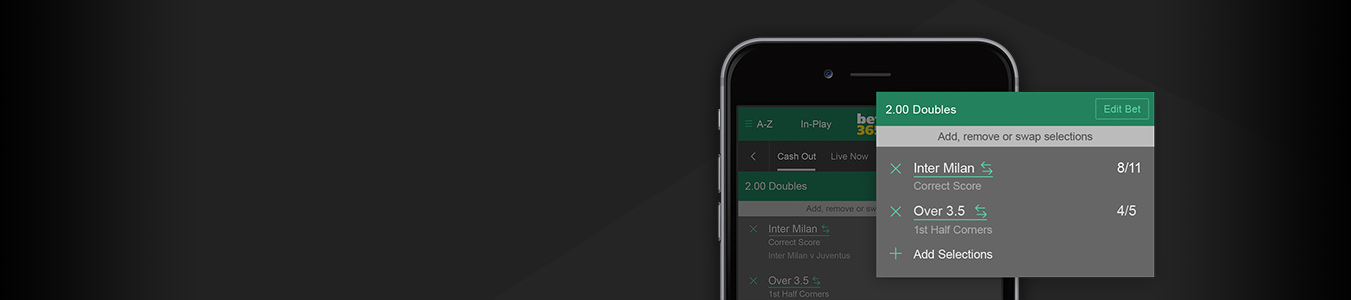 A-Z In-Play bet
365
Cash Out Live Now
2.00 Doubles
Add, remove or sw
Inter Milan
Correct Score
Inter Milan v Juventus
Over 3.5
1st Half Corners
2.00 Doubles Edit Bet
Add, remove or swap selections
Inter Milan 8/11
Correct Score
Over 3.5 4/5
1st Half Corners
Add Selections